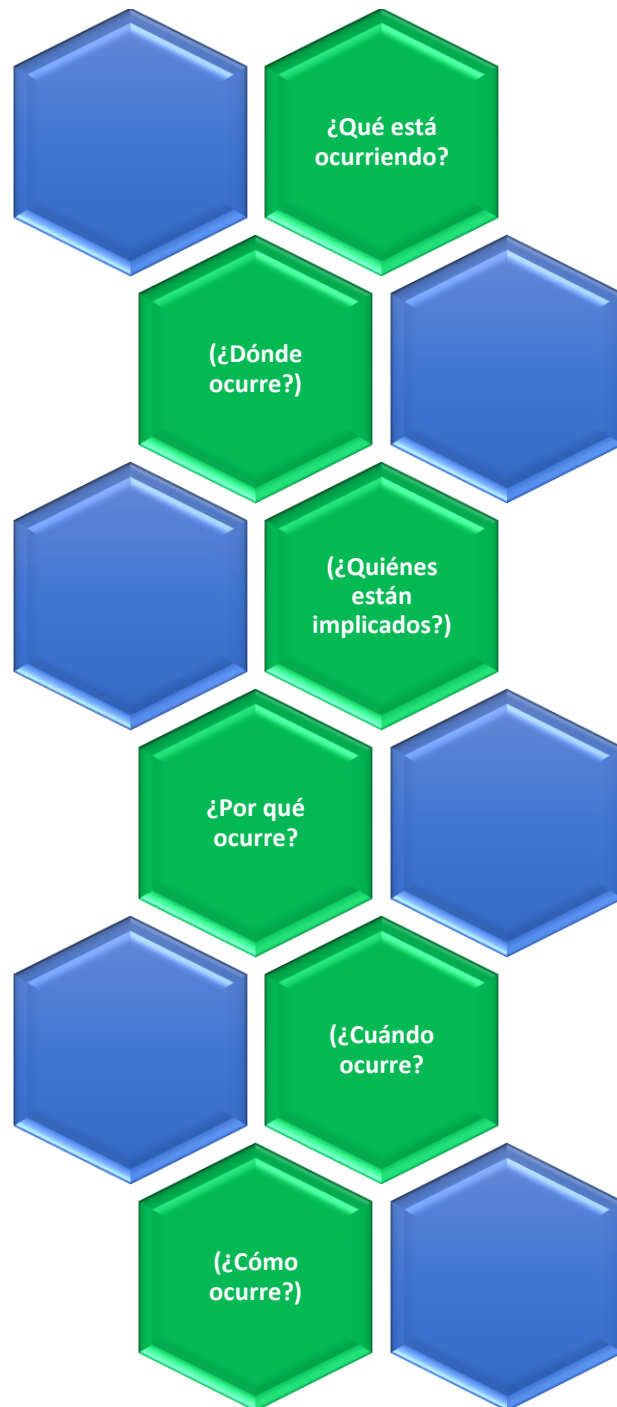 ¿Qué está
ocurriendo?
(¿Dónde
ocurre?)
(¿Quiénes
están
implicados?)
¿Por qué
ocurre?
(¿Cuándo
ocurre?
(¿Cómo
ocurre?)